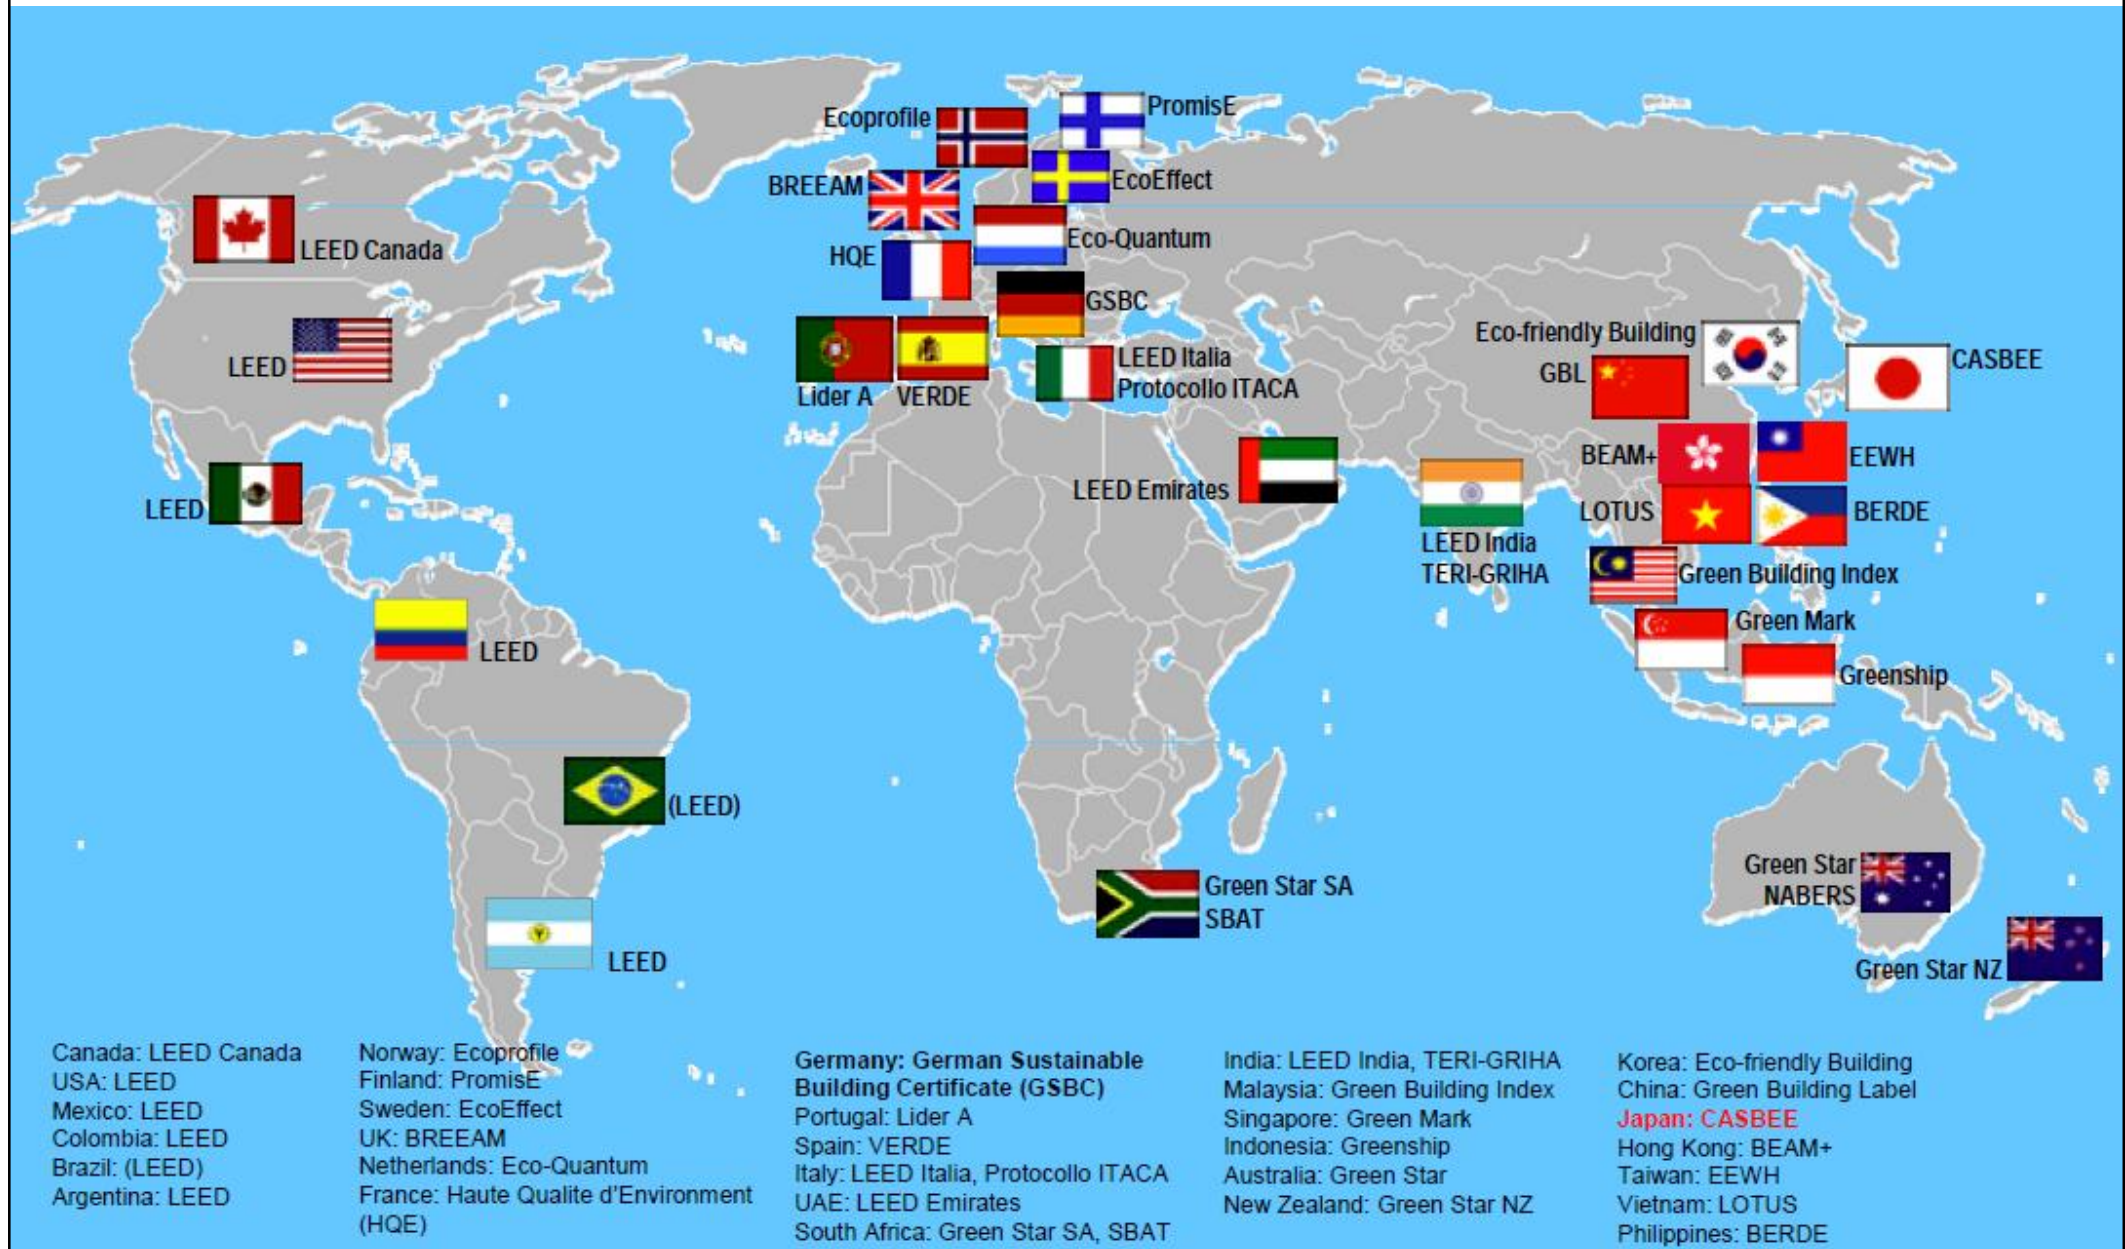 Ecoprofile
PromisE
BREEAM
EcoEffect
LEED Canada
HQE
Eco-Quantum
GSBC
LEED
Lider A
VERDE
LEED Italia
Protocollo ITACA
Eco-friendly Building
GBL
CASBEE
LEED
LEED Emirates
LEED India
TERI-GRIHA
BEAM+
EEWH
LOTUS
BERDE
Green Building Index
LEED
Green Mark
Greenship
(LEED)
Green Star SA
SBAT
Green Star
NABERS
LEED
Green Star NZ
Canada: LEED Canada
USA: LEED
Mexico: LEED
Colombia: LEED
Brazil: (LEED)
Argentina: LEED
Norway: Ecoprofile
Finland: PromisE
Sweden: EcoEffect
UK: BREEAM
Netherlands: Eco-Quantum
France: Haute Qualite d'Environment
(HQE)
Germany: German Sustainable
Building Certificate (GSBC)
Portugal: Lider A
Spain: VERDE
Italy: LEED Italia, Protocollo ITACA
UAE: LEED Emirates
South Africa: Green Star SA, SBAT
India: LEED India, TERI-GRIHA
Malaysia: Green Building Index
Singapore: Green Mark
Indonesia: Greenship
Australia: Green Star
New Zealand: Green Star NZ
Korea: Eco-friendly Building
China: Green Building Label
Japan: CASBEE
Hong Kong: BEAM+
Taiwan: EEWH
Vietnam: LOTUS
Philippines: BERDE